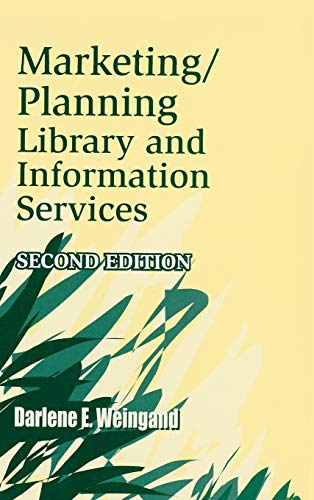 Marketing/
Planning
Library and
Information
Services
SECOND EDITION
Darlene E. Weingand